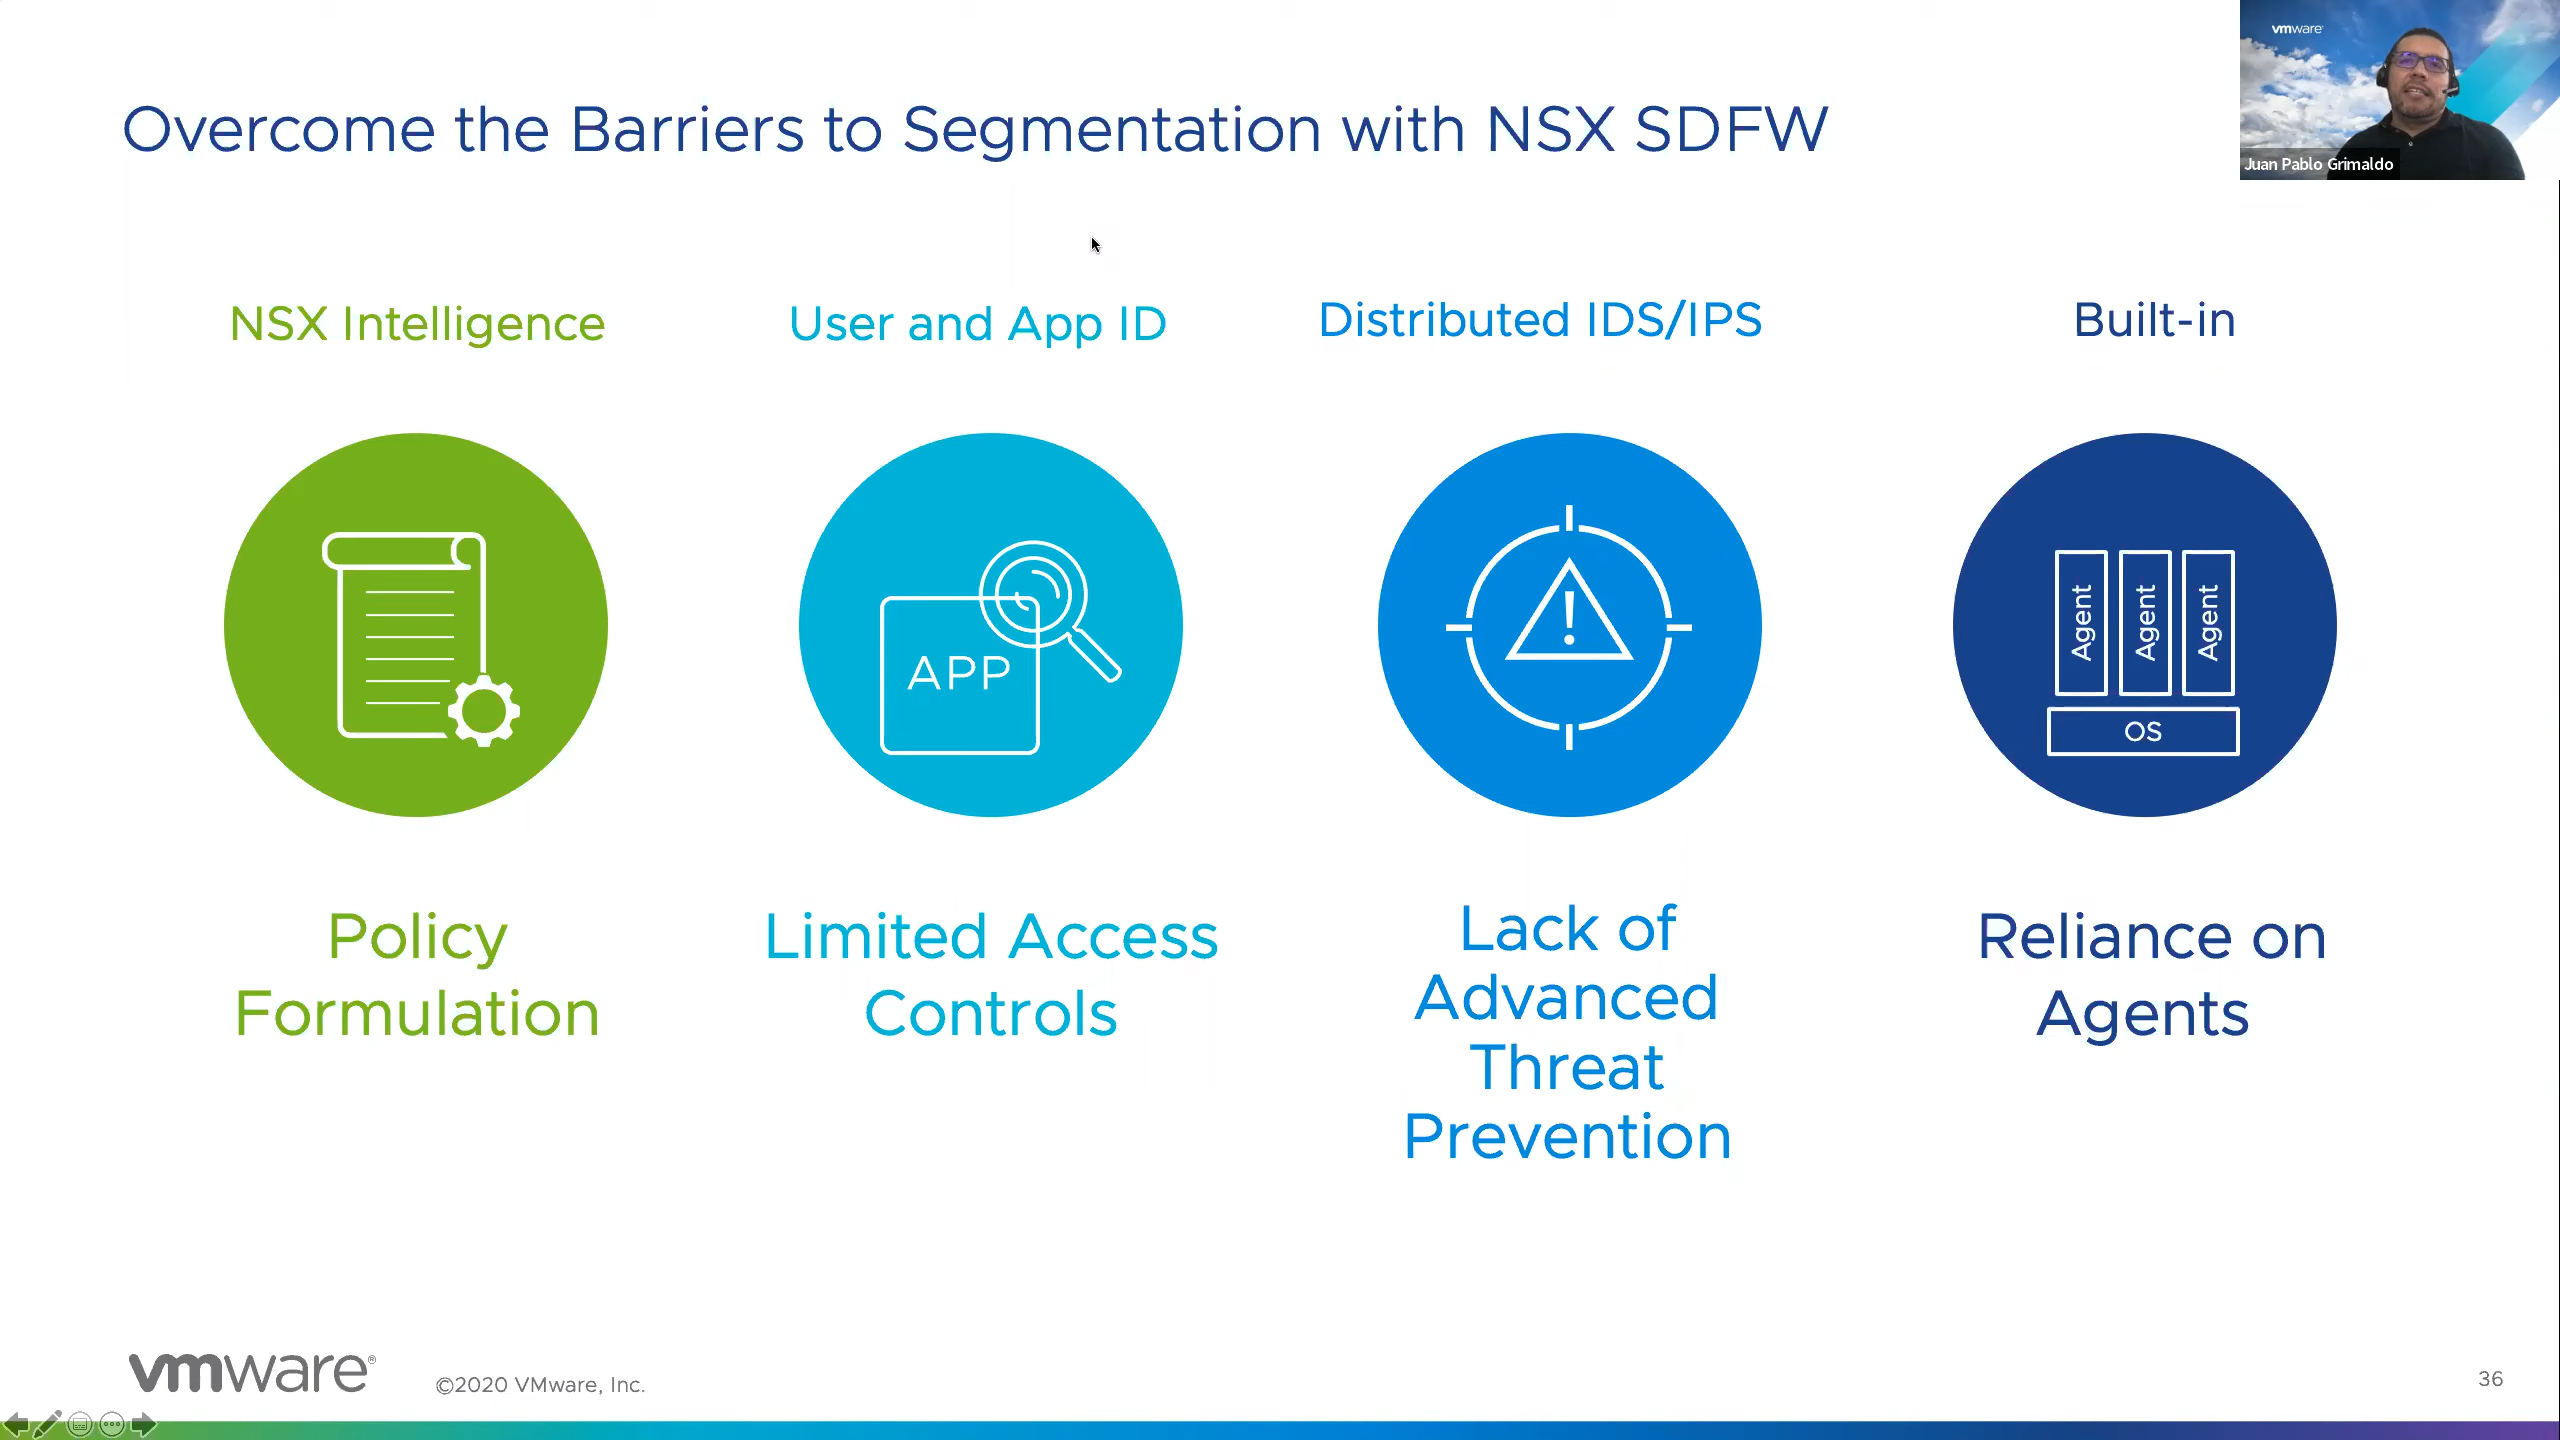 Overcome the Barriers to Segmentation with NSX SDFW
vmware
Juan Pablo Grimaldo
NSX Intelligence
User and App ID
Distributed IDS/IPS
Built-in
APP
!
Agent
Agent
Agent
OS
Policy
Formulation
Limited Access
Controls
Lack of
Advanced
Threat
Prevention
Reliance on
Agents
vmware®
©2020 VMware, Inc.
36